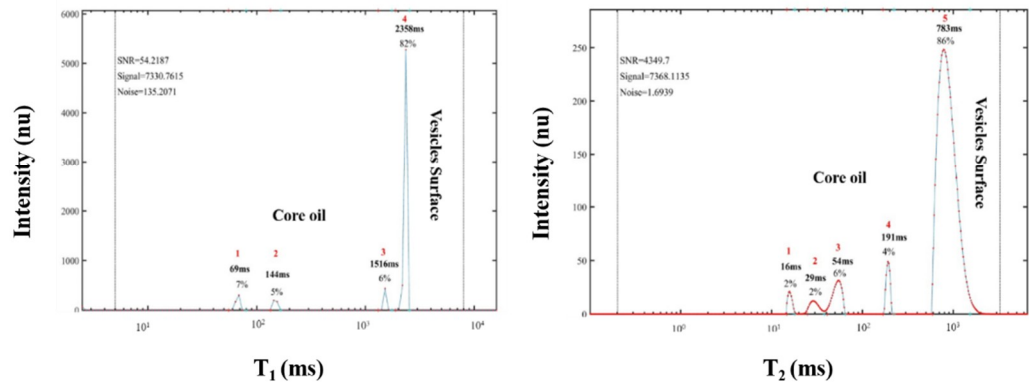 6000
5000
4000
3000
2000
1000
0
Intensity (nu)
SNR=54.2187
Signal=7330.7615
Noise=135.2071
4
2358ms
82%
Vesicles Surface
Core oil
1
69ms
7%
2
144ms
5%
3
1516ms
6%
10¹
10²
10³
10⁴
T₁ (ms)
250
200
150
100
50
0
Intensity (nu)
SNR=4349.7
Signal=7368.1135
Noise=1.6939
5
783ms
86%
Vesicles Surface
Core oil
1
16ms
2%
2
29ms
2%
3
54ms
6%
4
191ms
4%
10⁰
10¹
10²
10³
T₂ (ms)